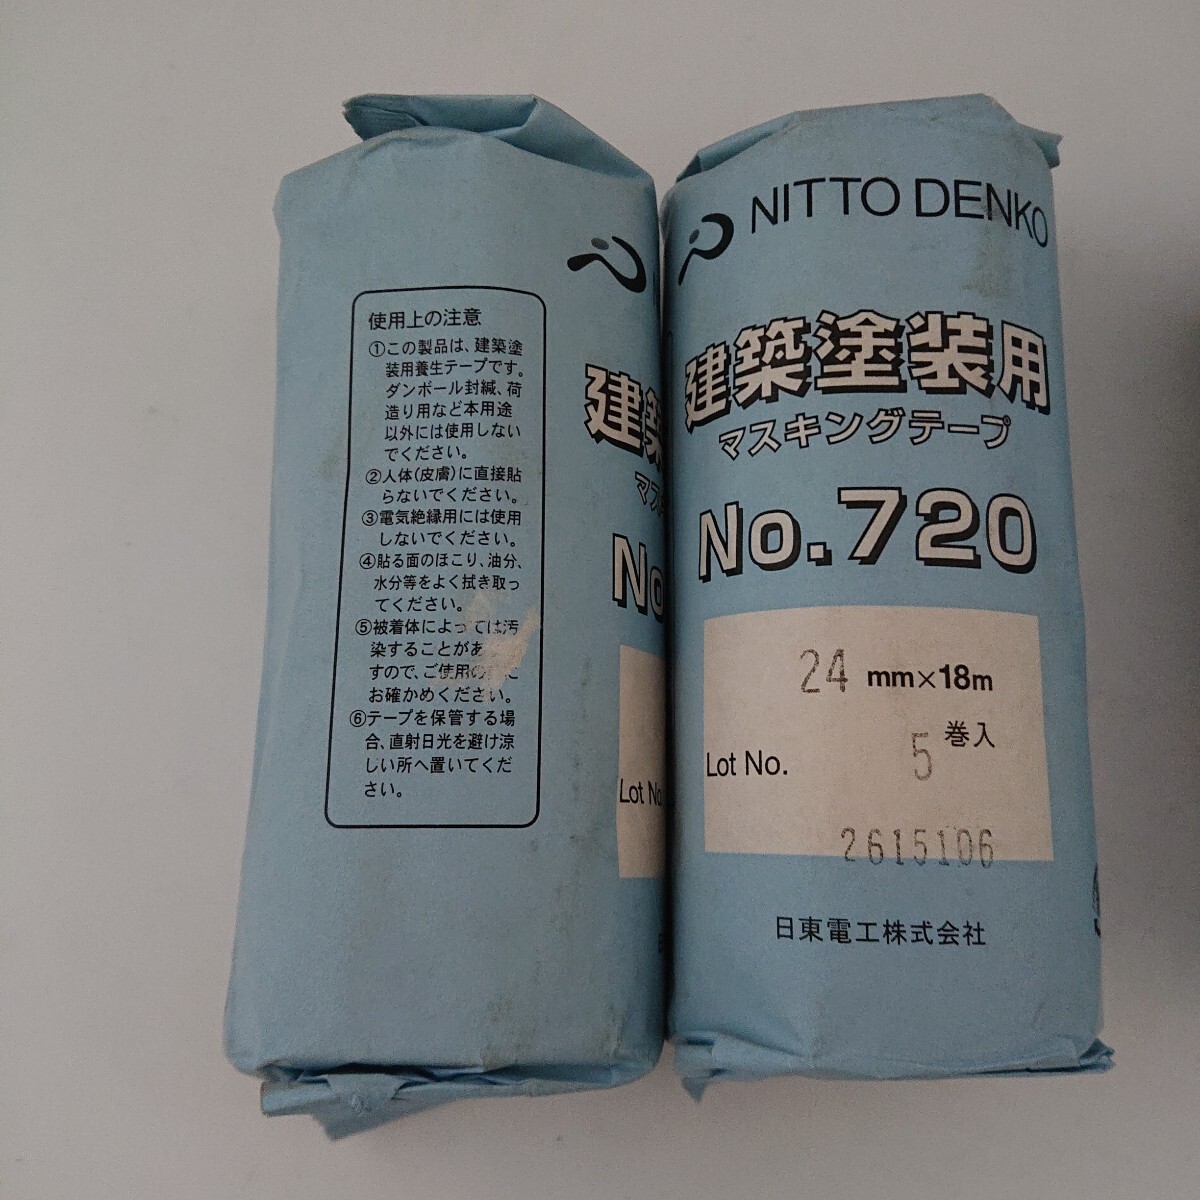 使用上の注意
①この製品は、建築塗
装用養生テープです。
ダンボール封緘、荷
造り用など本用途
以外には使用しない
でください。
②人体(皮膚)に直接貼
らないでください。
③電気絶縁用には使用
しないでください。
④貼る面のほこり、油分、
水分等をよく拭き取っ
てください。
⑤被着体によっては汚
染することがあ
すので、ご使用の
に
お確かめください。
⑥テープを保管する場
合、直射日光を避け涼
しい所へ置いてくだ
さい。
建築
マス
No
Lot No
NITTO DENKO
建築塗装用
マスキングテープ
No.720
24 mm×18m
5 巻入
Lot No.
2615106
日東電工株式会社